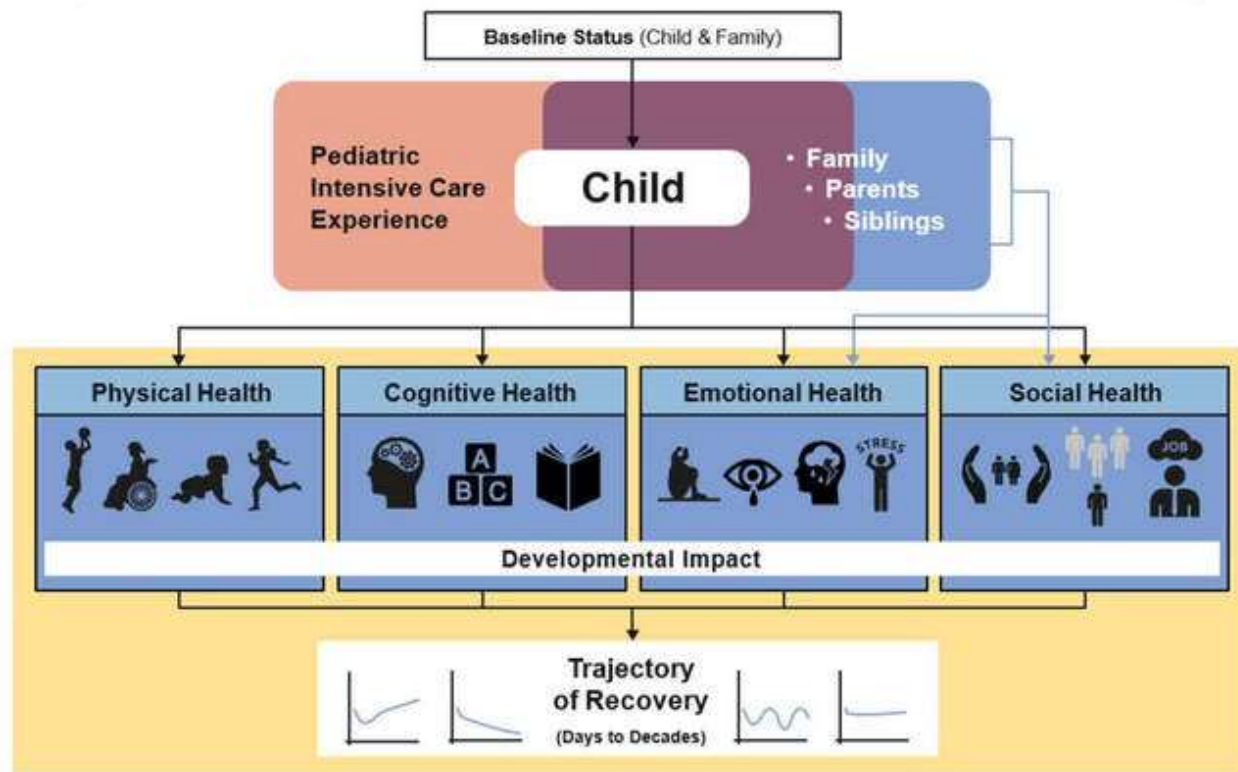 Baseline Status (Child & Family)
Pediatric
Intensive Care
Experience
Child
• Family
• Parents
• Siblings
Physical Health
Cognitive Health
Emotional Health
Social Health
A
B C
STRESS
JOB
Developmental Impact
Trajectory
of Recovery
(Days to Decades)